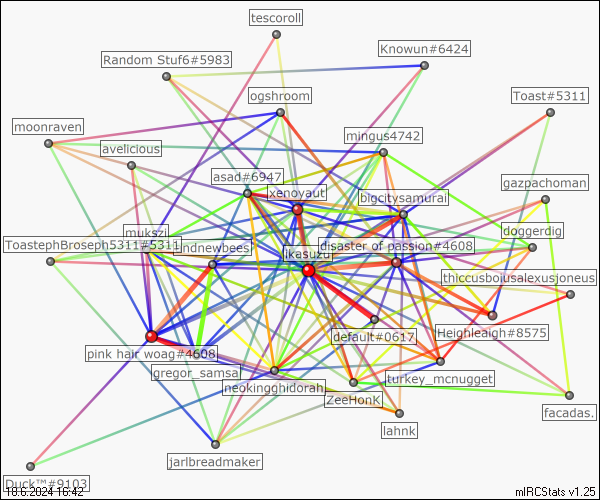 tescoroll
Knowun#6424
Random Stuf6#5983
ogshroom
Toast#5311
moonraven
mingus4742
avelicious
asad#6947
gazpachoman
xenovaut
bigcitysamurai
mukszi
doggerdig
ToastephBroseph5311#5311
indnewbees
ikasuzu
disaster of passion#4608
thiccusboiusalexusjoneus
default#0617
Heighleaigh#8575
pink hair woag#4608
gregor_samsa
turkey_mcnugget
neokingghidorah
ZeeHonK
facadas.
lahnk
jarlbreadmaker
Duck™#9103
18.6.2024 16:42
mIRCStats v1.25